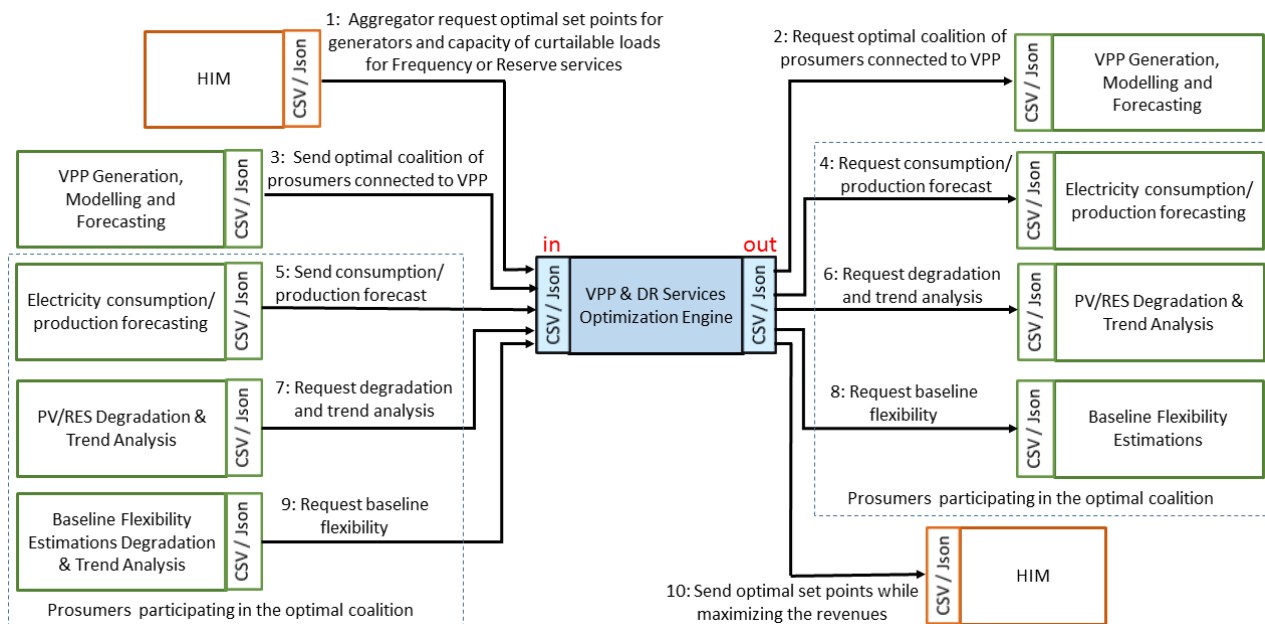 1: Aggregator request optimal set points for
generators and capacity of curtailable loads
for Frequency or Reserve services
HIM
CSV / Json
2: Request optimal coalition of
prosumers connected to VPP
CSV / Json
VPP Generation,
Modelling and
Forecasting
VPP Generation,
Modelling and
Forecasting
CSV / Json
3: Send optimal coalition of
prosumers connected to VPP
4: Request consumption/
production forecast
CSV / Json
Electricity consumption/
production forecasting
in
out
Electricity consumption/
production forecasting
CSV / Json
5: Send consumption/
production forecast
CSV / Json
VPP & DR Services
Optimization Engine
CSV / Json
6: Request degradation
and trend analysis
CSV / Json
PV/RES Degradation &
Trend Analysis
PV/RES Degradation &
Trend Analysis
CSV / Json
7: Request degradation
and trend analysis
8: Request baseline
flexibility
CSV / Json
Baseline Flexibility
Estimations
Baseline Flexibility
Estimations Degradation
& Trend Analysis
CSV / Json
9: Request baseline
flexibility
Prosumers participating in the optimal coalition
Prosumers participating in the optimal coalition
10: Send optimal set points while
maximizing the revenues
CSV / Json
HIM